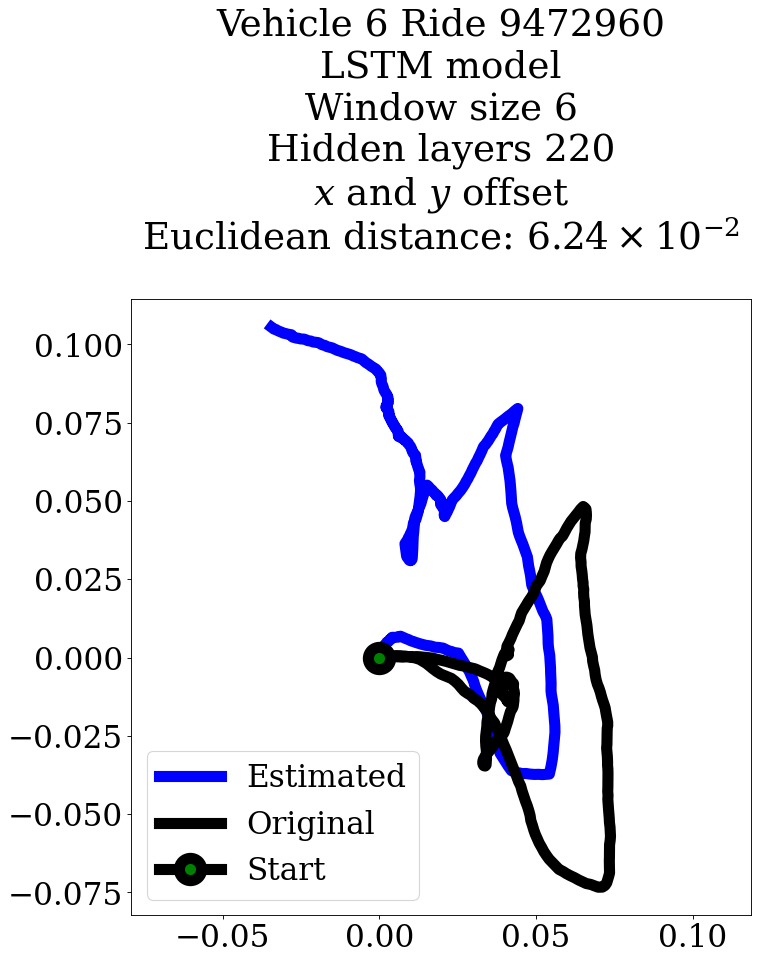 Vehicle 6 Ride 9472960
LSTM model
Window size 6
Hidden layers 220
x and y offset
Euclidean distance: 6.24 × 10⁻²
0.100
0.075
0.050
0.025
0.000
−0.025
−0.050
−0.075
Estimated
Original
Start
−0.05 0.00 0.05 0.10